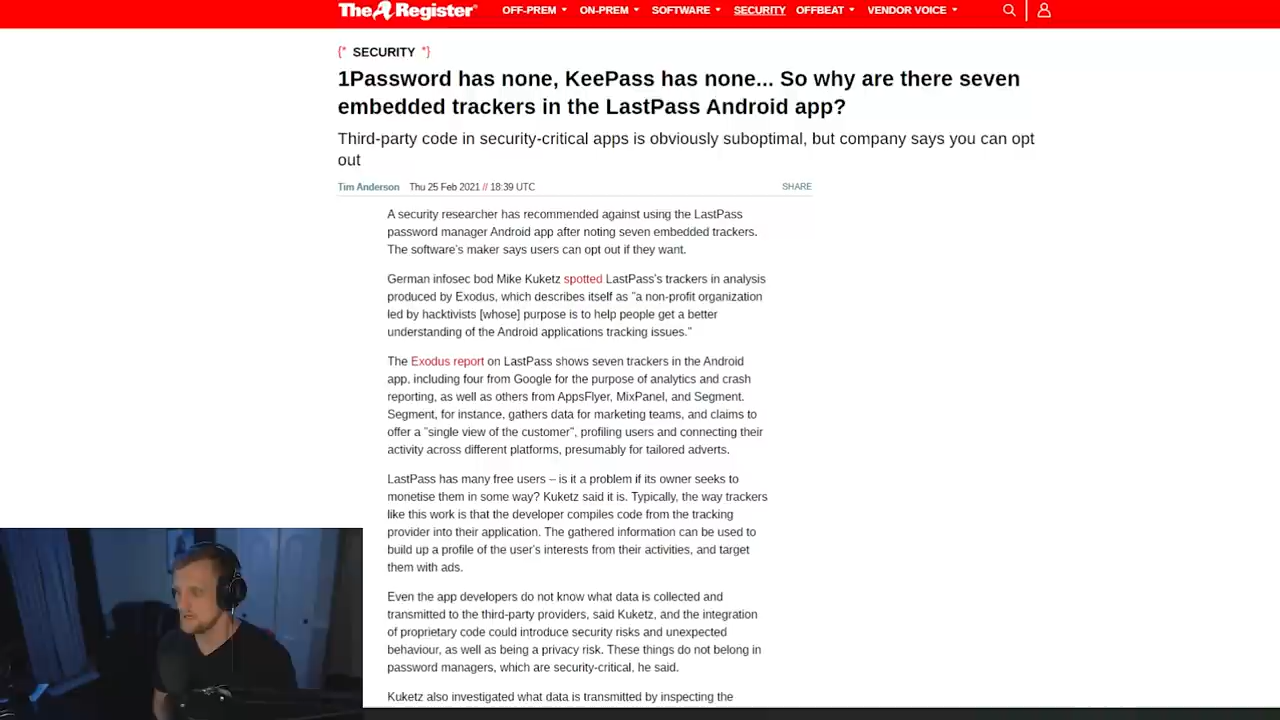 The Register®
OFF-PREM ON-PREM SOFTWARE SECURITY OFFBEAT VENDOR VOICE
{* SECURITY *}
1Password has none, KeePass has none... So why are there seven
embedded trackers in the LastPass Android app?
Third-party code in security-critical apps is obviously suboptimal, but company says you can opt
out
Tim Anderson Thu 25 Feb 2021 // 18:39 UTC SHARE
A security researcher has recommended against using the LastPass
password manager Android app after noting seven embedded trackers.
The software's maker says users can opt out if they want.
German infosec bod Mike Kuketz spotted LastPass's trackers in analysis
produced by Exodus, which describes itself as "a non-profit organization
led by hacktivists [whose] purpose is to help people get a better
understanding of the Android applications tracking issues."
The Exodus report on LastPass shows seven trackers in the Android
app, including four from Google for the purpose of analytics and crash
reporting, as well as others from AppsFlyer, MixPanel, and Segment.
Segment, for instance, gathers data for marketing teams, and claims to
offer a "single view of the customer", profiling users and connecting their
activity across different platforms, presumably for tailored adverts.
LastPass has many free users – is it a problem if its owner seeks to
monetise them in some way? Kuketz said it is. Typically, the way trackers
like this work is that the developer compiles code from the tracking
provider into their application. The gathered information can be used to
build up a profile of the user's interests from their activities, and target
them with ads.
Even the app developers do not know what data is collected and
transmitted to the third-party providers, said Kuketz, and the integration
of proprietary code could introduce security risks and unexpected
behaviour, as well as being a privacy risk. These things do not belong in
password managers, which are security-critical, he said.
Kuketz also investigated what data is transmitted by inspecting the